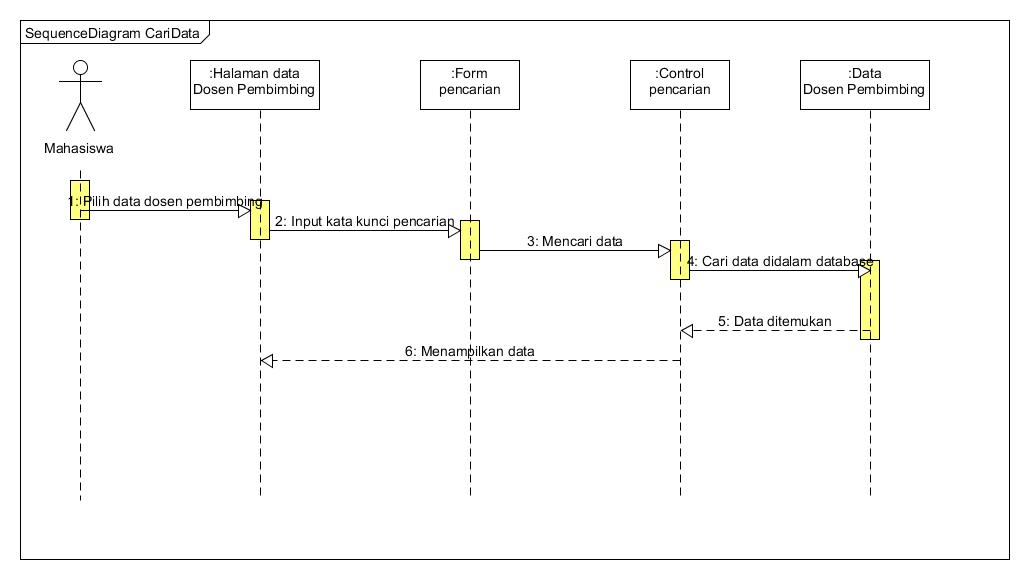 SequenceDiagram CariData
:Halaman data
Dosen Pembimbing
:Form
pencarian
:Control
pencarian
:Data
Dosen Pembimbing
Mahasiswa
1: Pilih data dosen pembimbing
2: Input kata kunci pencarian
3: Mencari data
4: Cari data didalam database
5: Data ditemukan
6: Menampilkan data